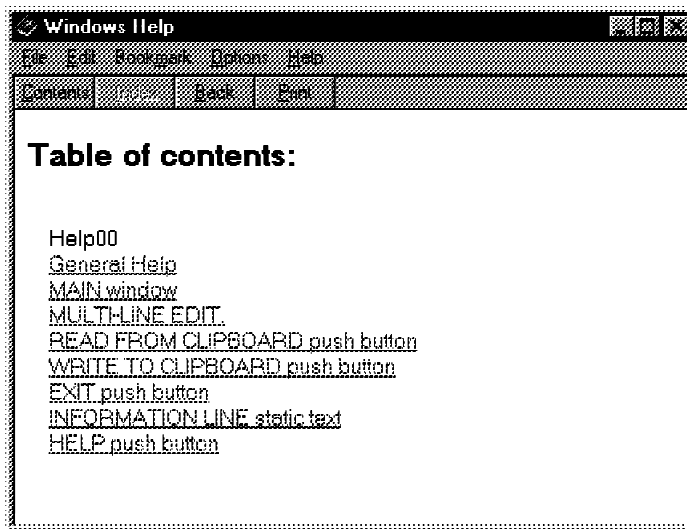 Windows Help
File Edit Bookmark Options Help
Contents Index Back Print
Table of contents:
Help00
General Help
MAIN window
MULTI-LINE EDIT.
READ FROM CLIPBOARD push button
WRITE TO CLIPBOARD push button
EXIT push button
INFORMATION LINE static text
HELP push button